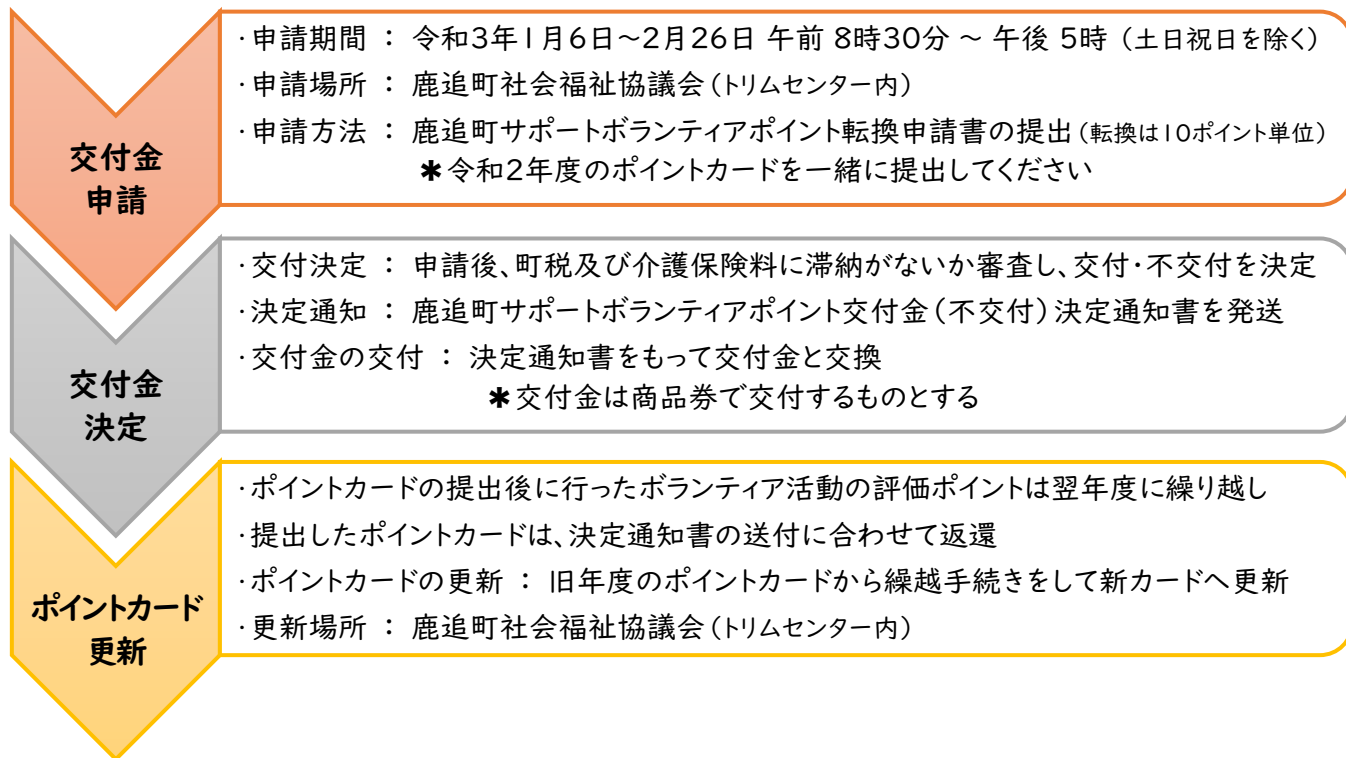 交付金
申請
·申請期間 ： 令和3年1月6日～2月26日 午前 8時30分 ～ 午後 5時 （土日祝日を除く）
·申請場所 ： 鹿追町社会福祉協議会（トリムセンター内）
·申請方法 ： 鹿追町サポートボランティアポイント転換申請書の提出（転換は10ポイント単位）
＊令和2年度のポイントカードを一緒に提出してください
交付金
決定
·交付決定 ： 申請後、町税及び介護保険料に滞納がないか審査し、交付・不交付を決定
·決定通知 ： 鹿追町サポートボランティアポイント交付金（不交付）決定通知書を発送
·交付金の交付 ： 決定通知書をもって交付金と交換
＊交付金は商品券で交付するものとする
ポイントカード
更新
·ポイントカードの提出後に行ったボランティア活動の評価ポイントは翌年度に繰り越し
·提出したポイントカードは、決定通知書の送付に合わせて返還
·ポイントカードの更新 ： 旧年度のポイントカードから繰越手続きをして新カードへ更新
·更新場所 ： 鹿追町社会福祉協議会（トリムセンター内）